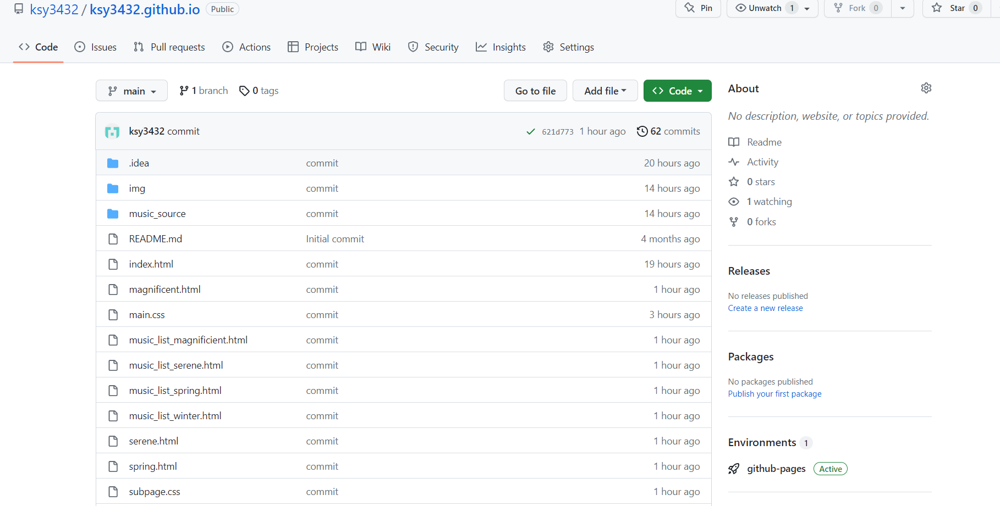 ksy3432 / ksy3432.github.io Public Pin Unwatch 1 Fork 0 Star 0
Code Issues Pull requests Actions Projects Wiki Security Insights Settings
main 1 branch 0 tags Go to file Add file Code
ksy3432 commit 621d773 1 hour ago 62 commits
.idea commit 20 hours ago
img commit 14 hours ago
music_source commit 14 hours ago
README.md Initial commit 4 months ago
index.html commit 19 hours ago
magnificent.html commit 1 hour ago
main.css commit 3 hours ago
music_list_magnificient.html commit 1 hour ago
music_list_serene.html commit 1 hour ago
music_list_spring.html commit 1 hour ago
music_list_winter.html commit 1 hour ago
serene.html commit 1 hour ago
spring.html commit 1 hour ago
subpage.css commit 1 hour ago
About
No description, website, or topics provided.
Readme
Activity
0 stars
1 watching
0 forks
Releases
No releases published
Create a new release
Packages
No packages published
Publish your first package
Environments 1
github-pages Active